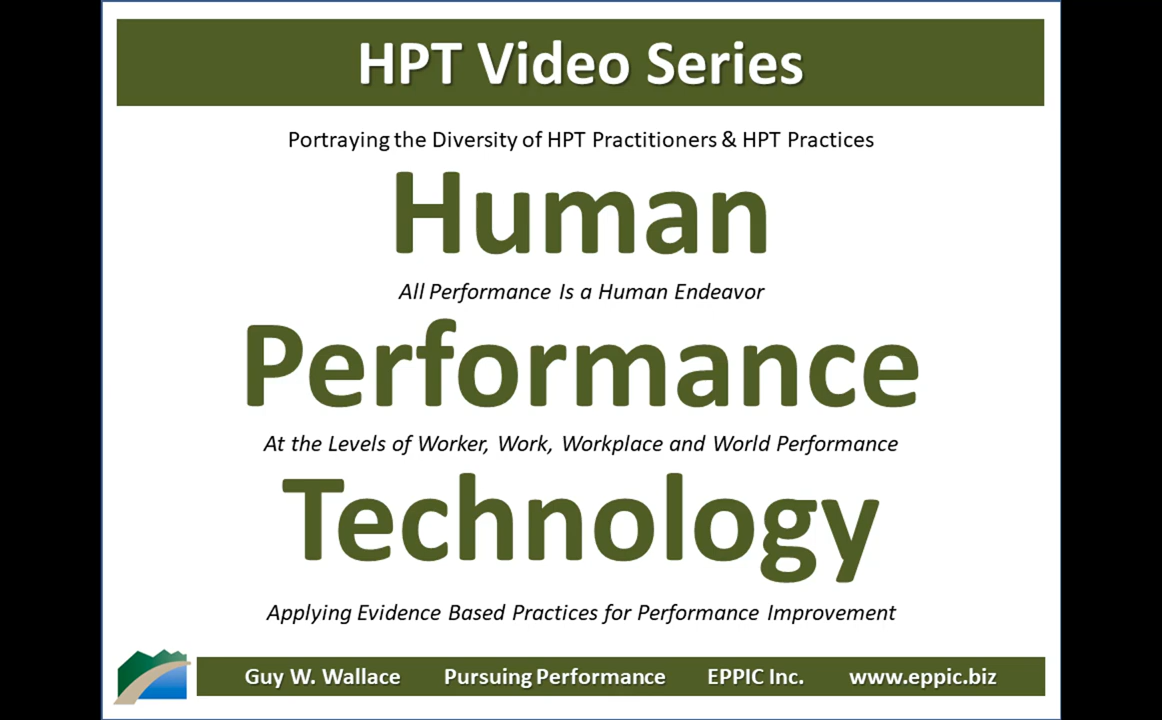 HPT Video Series
Portraying the Diversity of HPT Practitioners & HPT Practices
Human
All Performance Is a Human Endeavor
Performance
At the Levels of Worker, Work, Workplace and World Performance
Technology
Applying Evidence Based Practices for Performance Improvement
Guy W. Wallace Pursuing Performance EPPIC Inc. www.eppic.biz